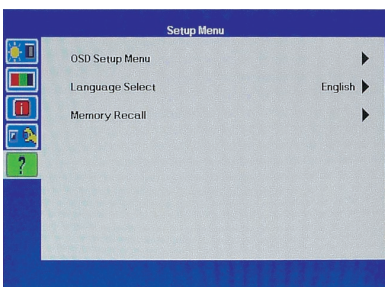 Setup Menu
OSD Setup Menu
Language Select English
Memory Recall
?